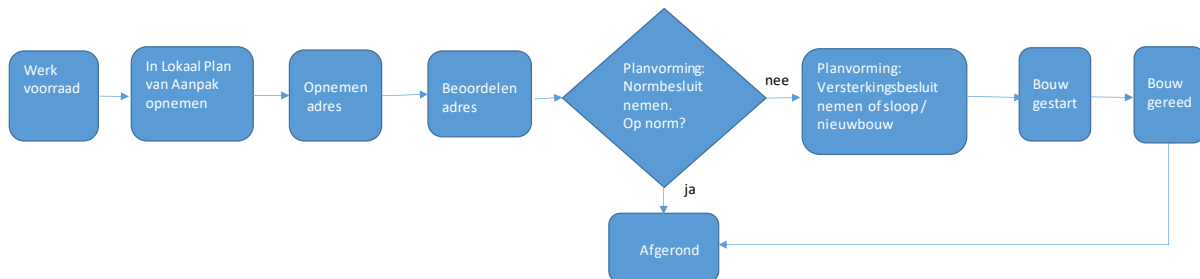 Werk
voorraad
In Lokaal Plan
van Aanpak
opnemen
Opnemen
adres
Beoordelen
adres
Planvorming:
Normbesluit
nemen.
Op norm?
nee
Planvorming:
Versterkingsbesluit
nemen of sloop /
nieuwbouw
Bouw
gestart
Bouw
gereed
ja
Afgerond